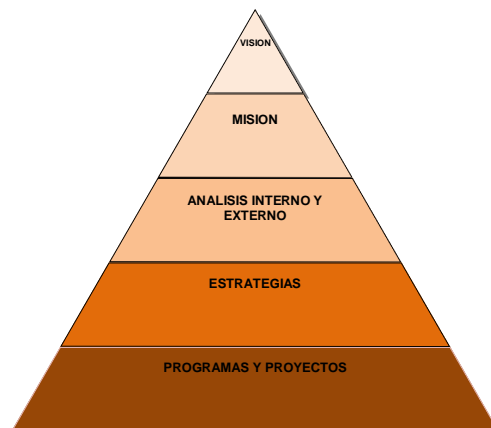 VISION
MISION
ANALISIS INTERNO Y
EXTERNO
ESTRATEGIAS
PROGRAMAS Y PROYECTOS